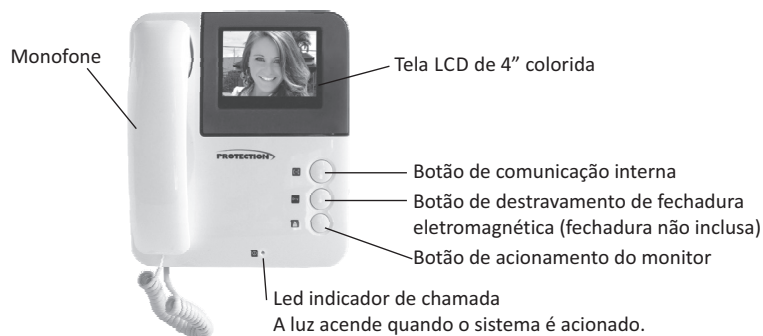 Monofone
Tela LCD de 4” colorida
PROTECTION
Botão de comunicação interna
Botão de destravamento de fechadura
eletromagnética (fechadura não inclusa)
Botão de acionamento do monitor
Led indicador de chamada
A luz acende quando o sistema é acionado.